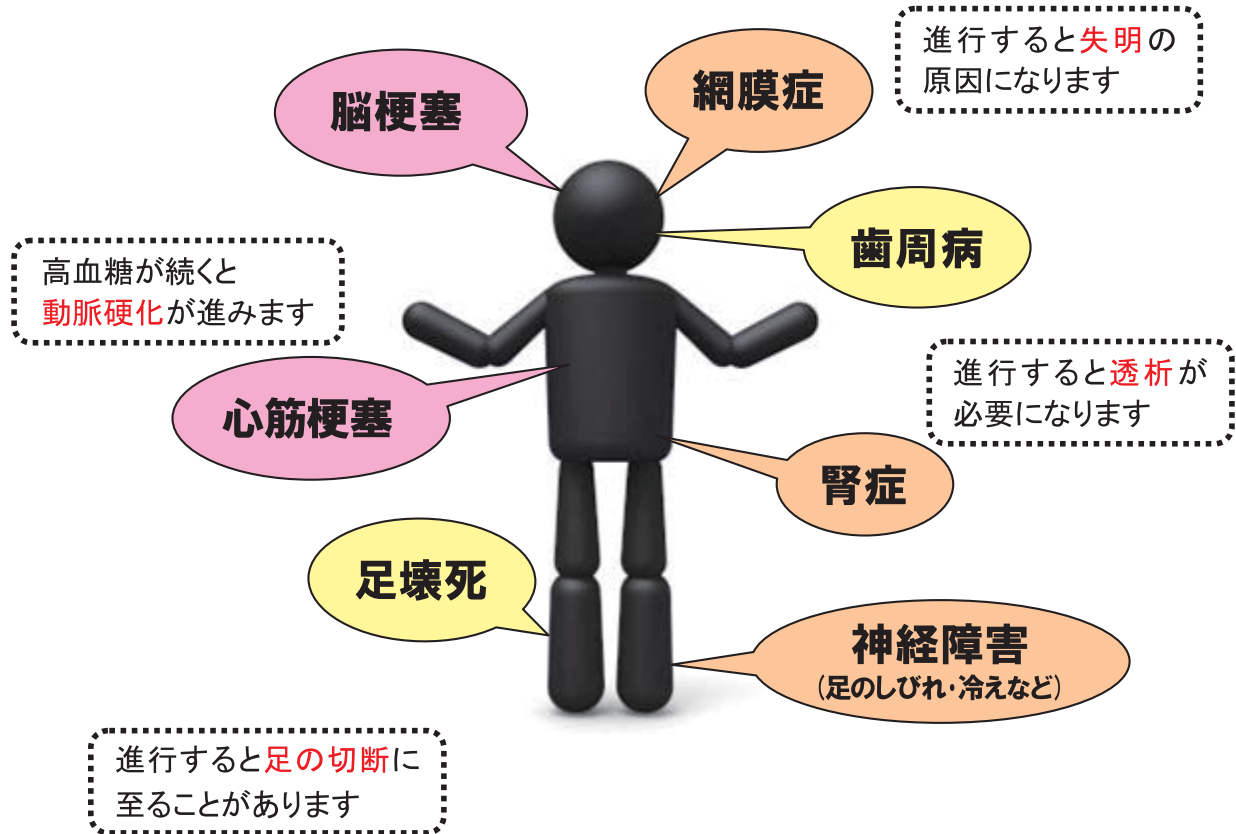 進行すると失明の
原因になります
網膜症
脳梗塞
歯周病
高血糖が続くと
動脈硬化が進みます
進行すると透析が
必要になります
心筋梗塞
腎症
足壊死
神経障害
(足のしびれ・冷えなど)
進行すると足の切断に
至ることがあります